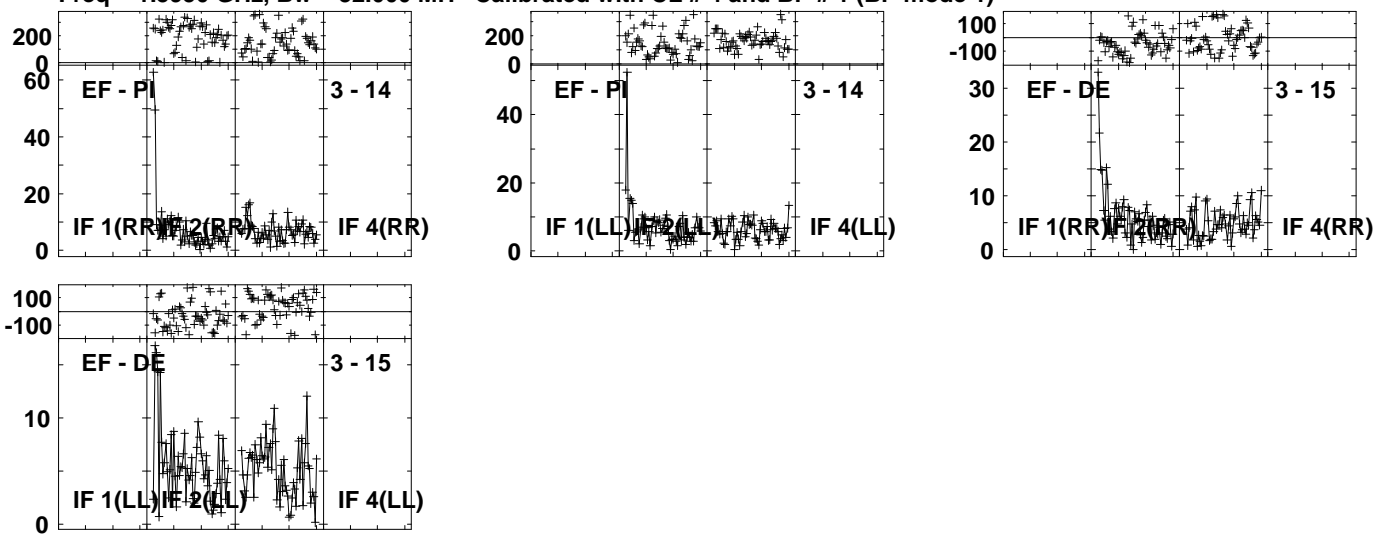 200
0
60
40
20
0
EF - PI
3 - 14
IF 1(RR)
IF 2(RR)
IF 4(RR)
200
0
40
20
0
EF - PI
3 - 14
IF 1(LL)
IF 2(LL)
IF 4(LL)
100
-100
30
20
10
0
EF - DE
3 - 15
IF 1(RR)
IF 2(RR)
IF 4(RR)
100
-100
10
0
EF - DE
3 - 15
IF 1(LL)
IF 2(LL)
IF 4(LL)